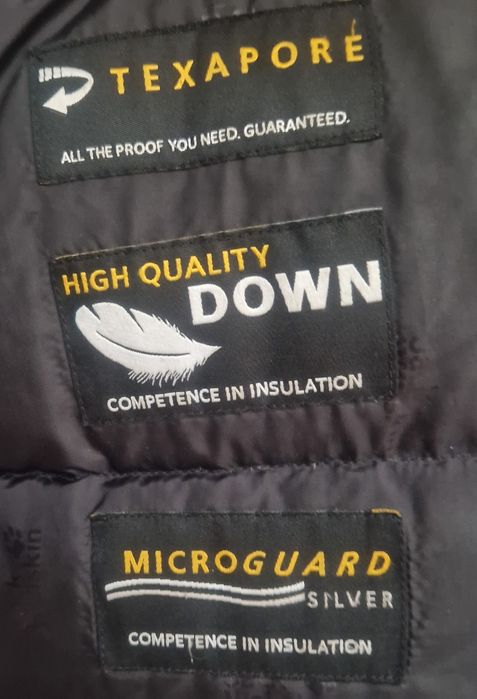 TEXAPORE
ALL THE PROOF YOU NEED. GUARANTEED.
HIGH QUALITY
DOWN
COMPETENCE IN INSULATION
MICROGUARD
SILVER
COMPETENCE IN INSULATION